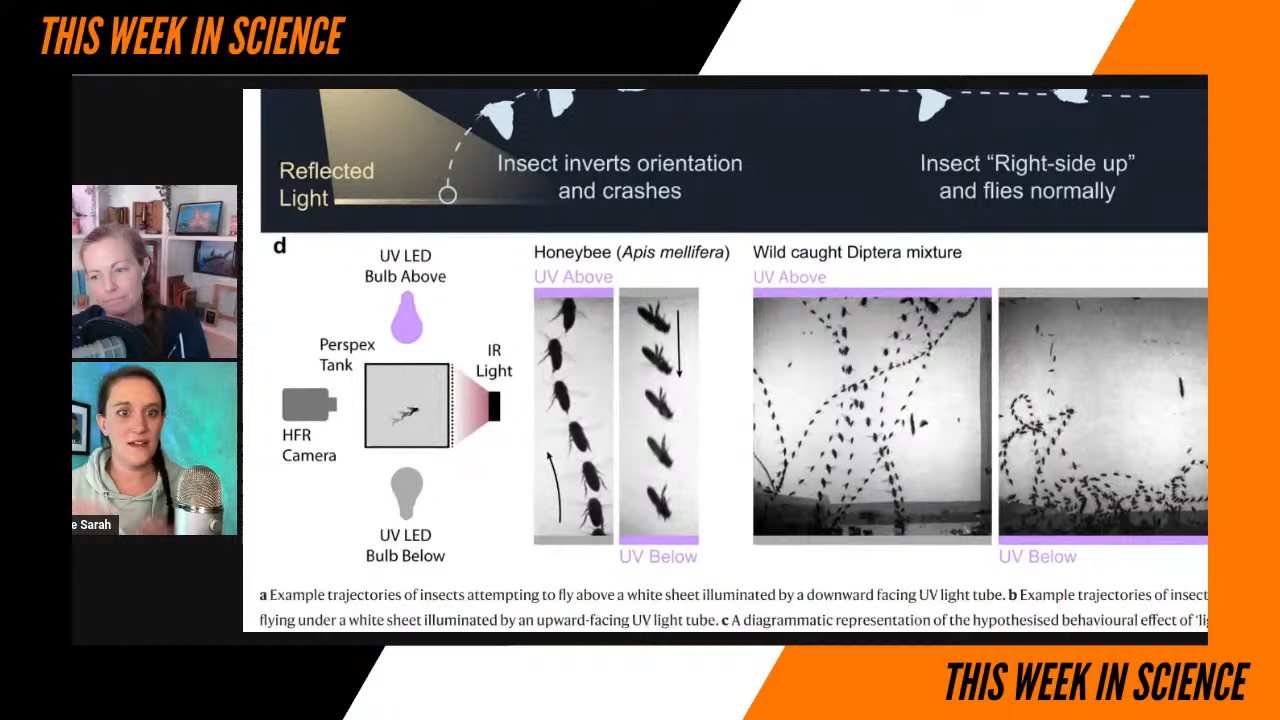 THIS WEEK IN SCIENCE
Reflected
Light
Insect inverts orientation
and crashes
Insect “Right-side up”
and flies normally
d
UV LED
Bulb Above
Perspex
Tank
IR
Light
HFR
Camera
UV LED
Bulb Below
Honeybee (Apis mellifera)
UV Above
UV Below
Wild caught Diptera mixture
UV Above
UV Below
e Sarah
a Example trajectories of insects attempting to fly above a white sheet illuminated by a downward facing UV light tube. b Example trajectories of insect
flying under a white sheet illuminated by an upward-facing UV light tube. c A diagrammatic representation of the hypothesised behavioural effect of ‘li
THIS WEEK IN SCIENCE